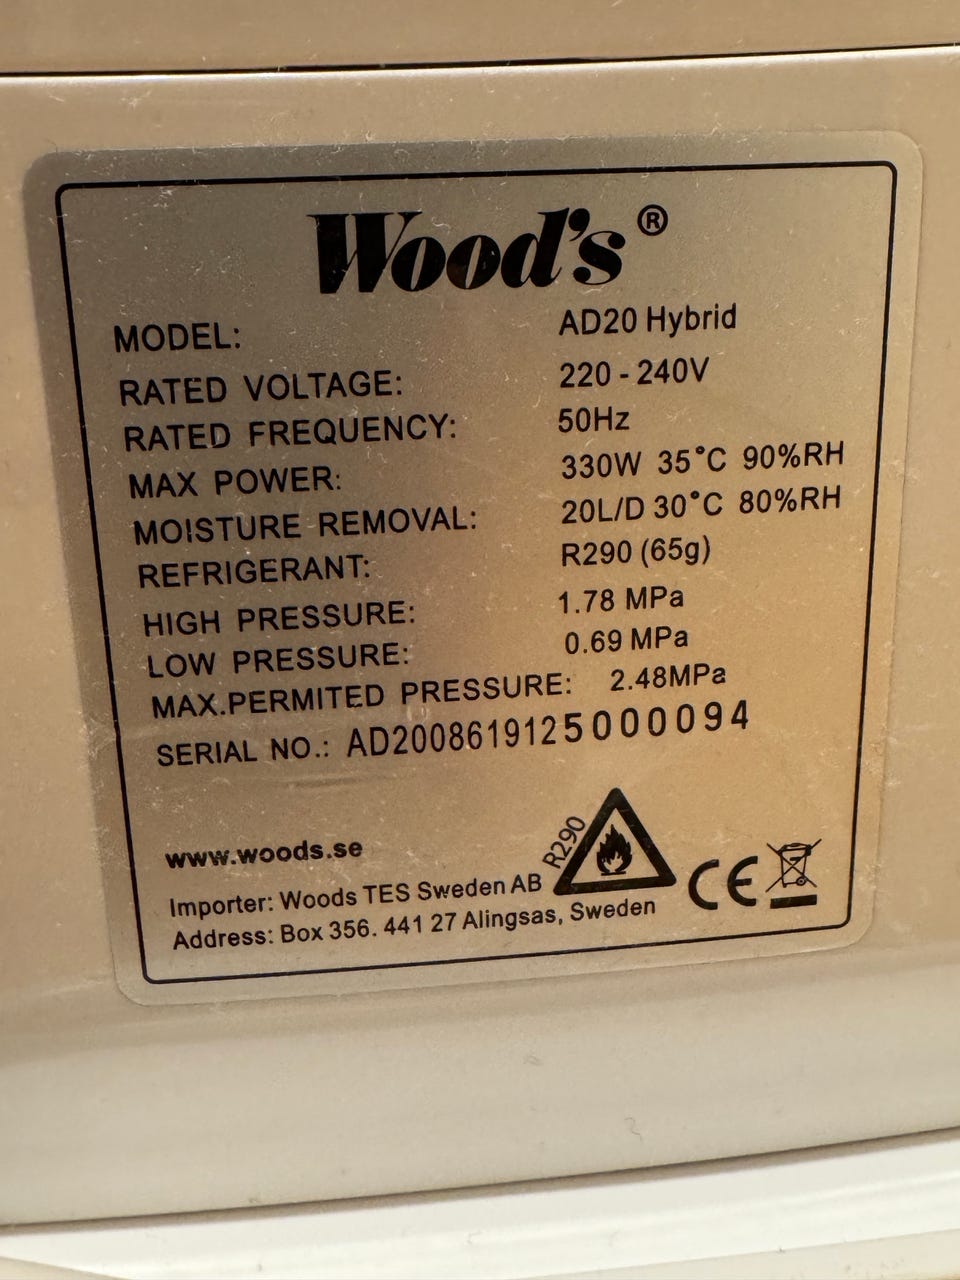 Wood's®
MODEL: AD20 Hybrid
RATED VOLTAGE: 220 - 240V
RATED FREQUENCY: 50Hz
MAX POWER: 330W 35°C 90%RH
MOISTURE REMOVAL: 20L/D 30°C 80%RH
REFRIGERANT: R290 (65g)
HIGH PRESSURE: 1.78 MPa
LOW PRESSURE: 0.69 MPa
MAX.PERMITED PRESSURE: 2.48MPa
SERIAL NO.: AD2008619125000094
R290
www.woods.se
Importer: Woods TES Sweden AB
Address: Box 356. 441 27 Alingsas, Sweden
CE